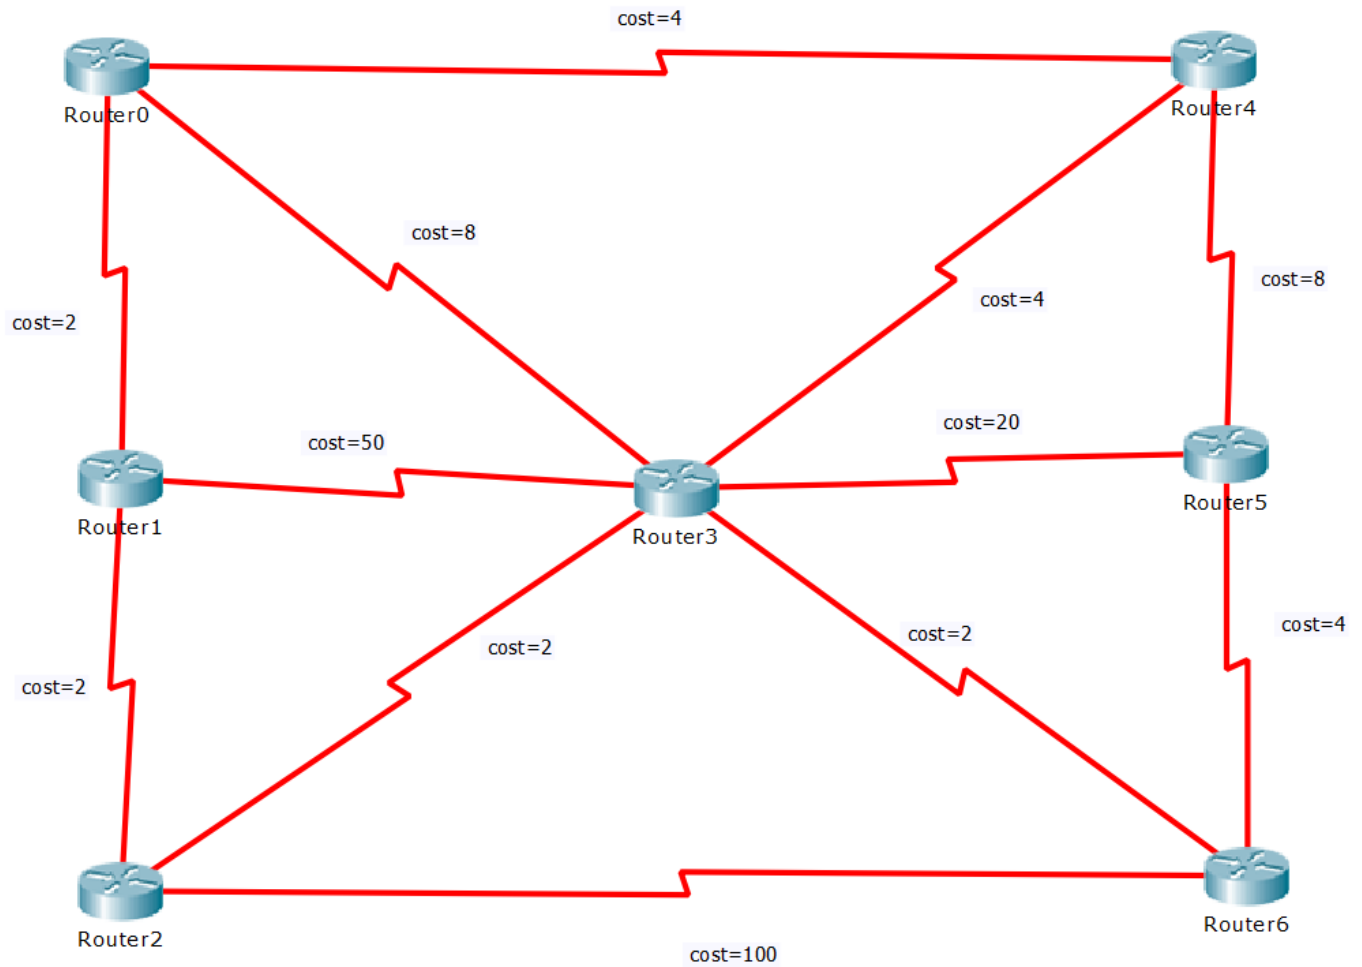 cost=4
Router0
Router4
cost=8
cost=8
cost=4
cost=2
cost=20
cost=50
Router5
Router1
Router3
cost=4
cost=2
cost=2
cost=2
Router6
Router2
cost=100